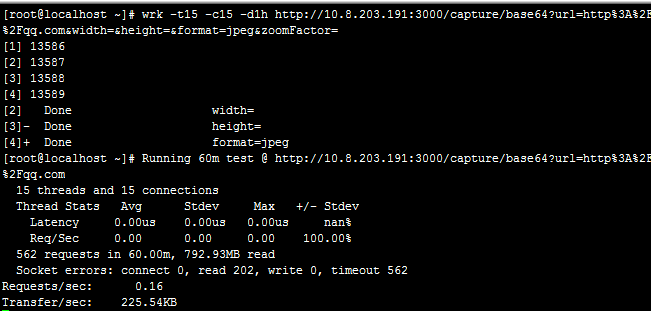 [root@localhost ~]# wrk -t15 -c15 -d1h http://10.8.203.191:3000/capture/base64?url=http%3A%2F
%2Fqq.com&width=&height=&format=jpeg&zoomFactor=
[1] 13586
[2] 13587
[3] 13588
[4] 13589
[2]   Done                    width=
[3]-  Done                    height=
[4]+  Done                    format=jpeg
[root@localhost ~]# Running 60m test @ http://10.8.203.191:3000/capture/base64?url=http%3A%2F
%2Fqq.com
  15 threads and 15 connections
  Thread Stats   Avg      Stdev     Max   +/- Stdev
    Latency     0.00us    0.00us   0.00us     nan%
    Req/Sec     0.00      0.00     0.00    100.00%
  562 requests in 60.00m, 792.93MB read
  Socket errors: connect 0, read 202, write 0, timeout 562
Requests/sec:      0.16
Transfer/sec:    225.54KB